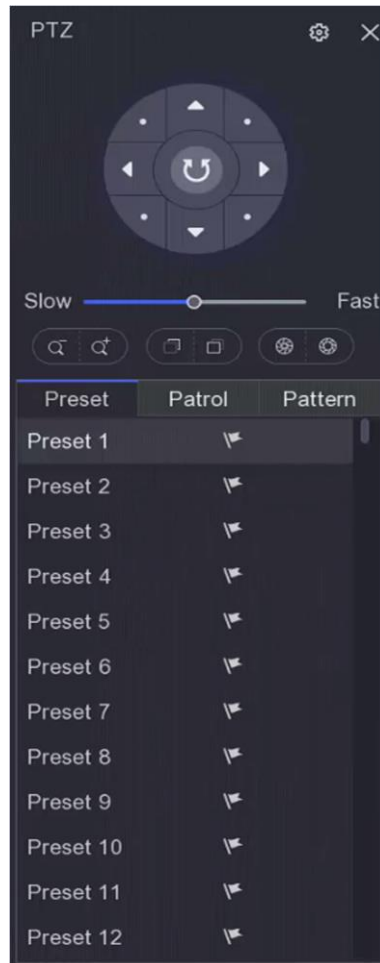 PTZ
Slow Fast
Preset Patrol Pattern
Preset 1
Preset 2
Preset 3
Preset 4
Preset 5
Preset 6
Preset 7
Preset 8
Preset 9
Preset 10
Preset 11
Preset 12